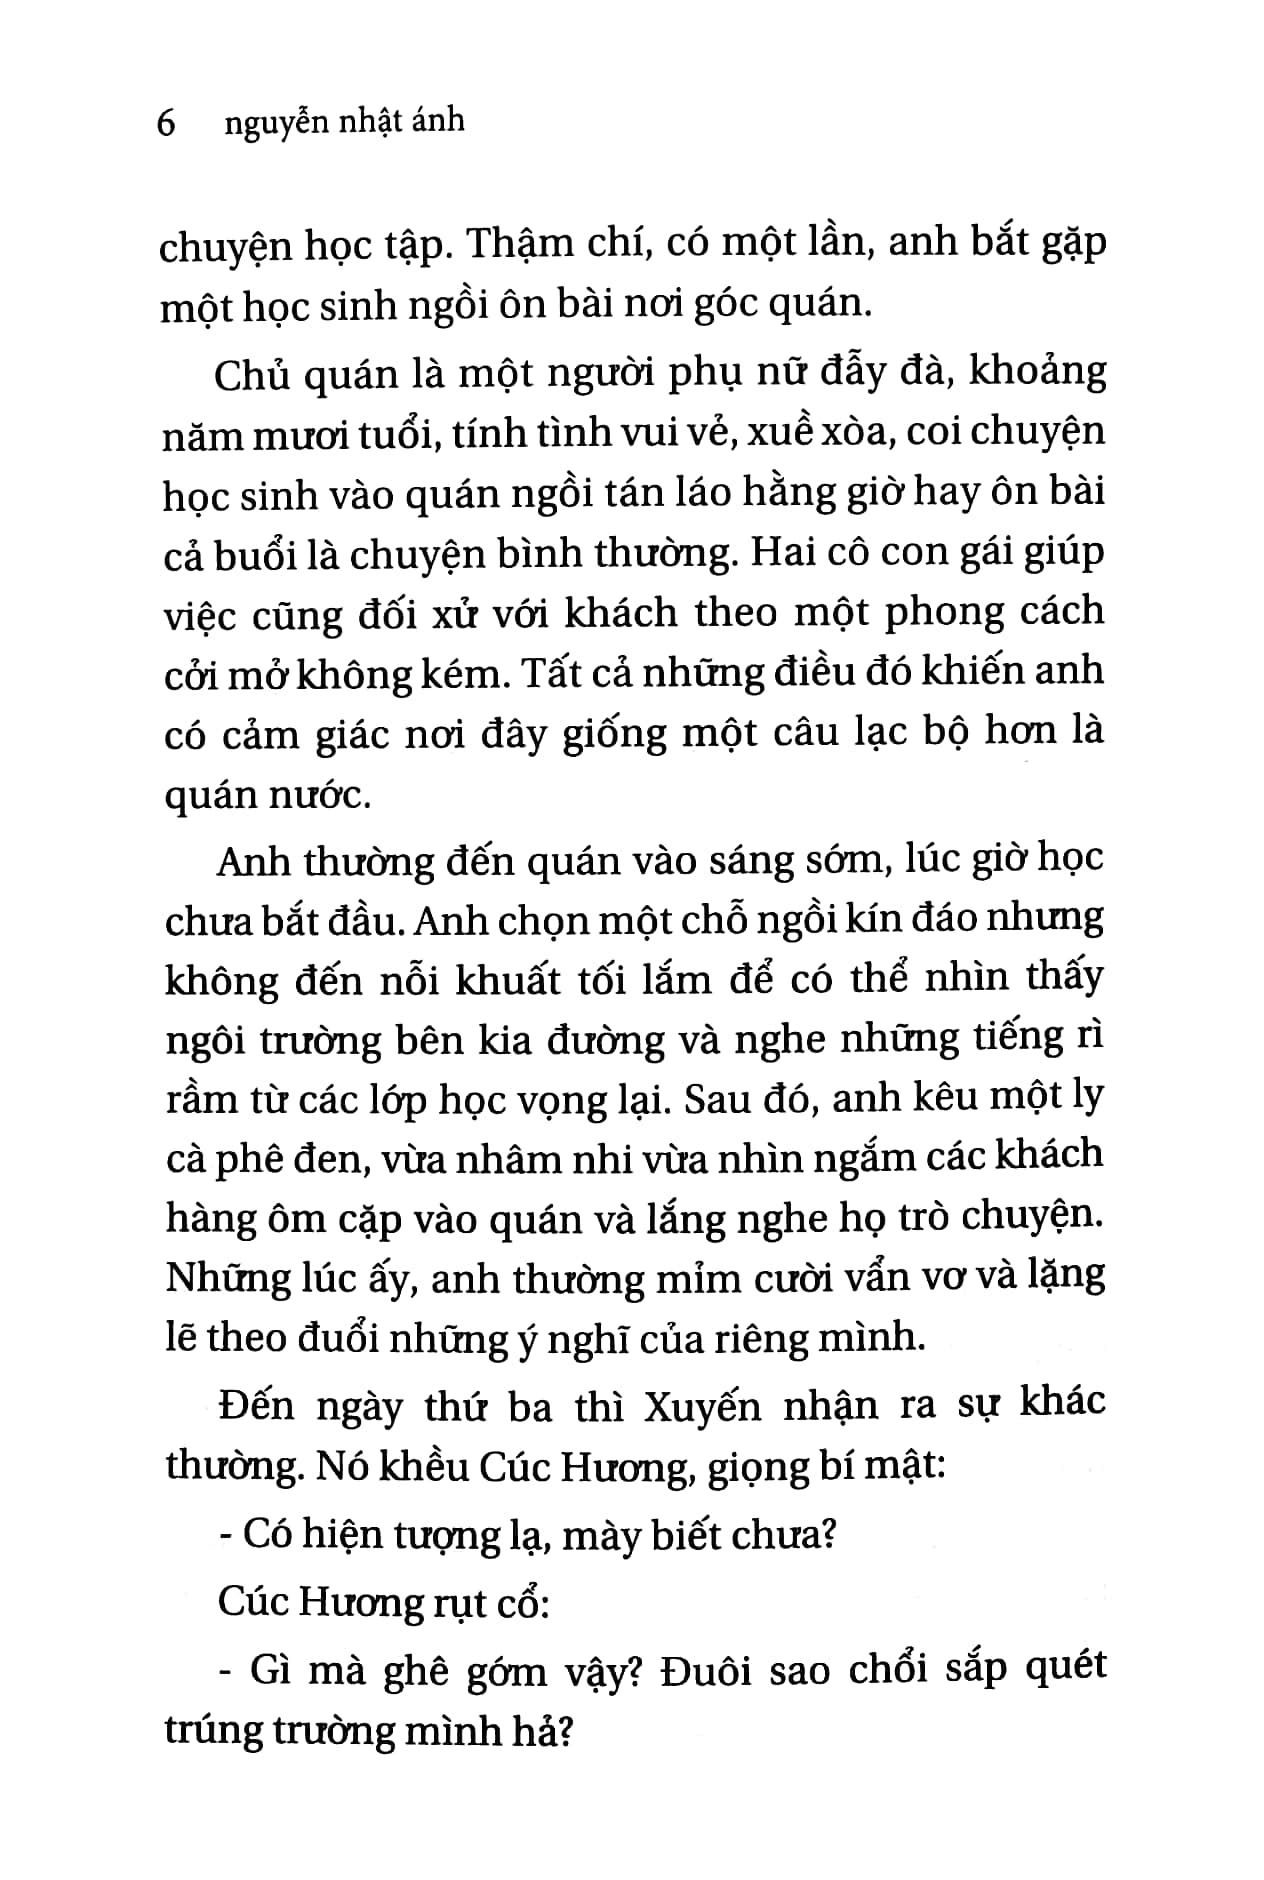 6 nguyễn nhật ánh
chuyện học tập. Thậm chí, có một lần, anh bắt gặp
một học sinh ngồi ôn bài nơi góc quán.
Chủ quán là một người phụ nữ đẫy đà, khoảng
năm mươi tuổi, tính tình vui vẻ, xuề xòa, coi chuyện
học sinh vào quán ngồi tán láo hằng giờ hay ôn bài
cả buổi là chuyện bình thường. Hai cô con gái giúp
việc cũng đối xử với khách theo một phong cách
cởi mở không kém. Tất cả những điều đó khiến anh
có cảm giác nơi đây giống một câu lạc bộ hơn là
quán nước.
Anh thường đến quán vào sáng sớm, lúc giờ học
chưa bắt đầu. Anh chọn một chỗ ngồi kín đáo nhưng
không đến nỗi khuất tối lắm để có thể nhìn thấy
ngôi trường bên kia đường và nghe những tiếng rì
rầm từ các lớp học vọng lại. Sau đó, anh kêu một ly
cà phê đen, vừa nhâm nhi vừa nhìn ngắm các khách
hàng ôm cặp vào quán và lắng nghe họ trò chuyện.
Những lúc ấy, anh thường mỉm cười vẩn vơ và lặng
lẽ theo đuổi những ý nghĩ của riêng mình.
Đến ngày thứ ba thì Xuyến nhận ra sự khác
thường. Nó khều Cúc Hương, giọng bí mật:
- Có hiện tượng lạ, mày biết chưa?
Cúc Hương rụt cổ:
- Gì mà ghê gớm vậy? Đuôi sao chổi sắp quét
trúng trường mình hả?